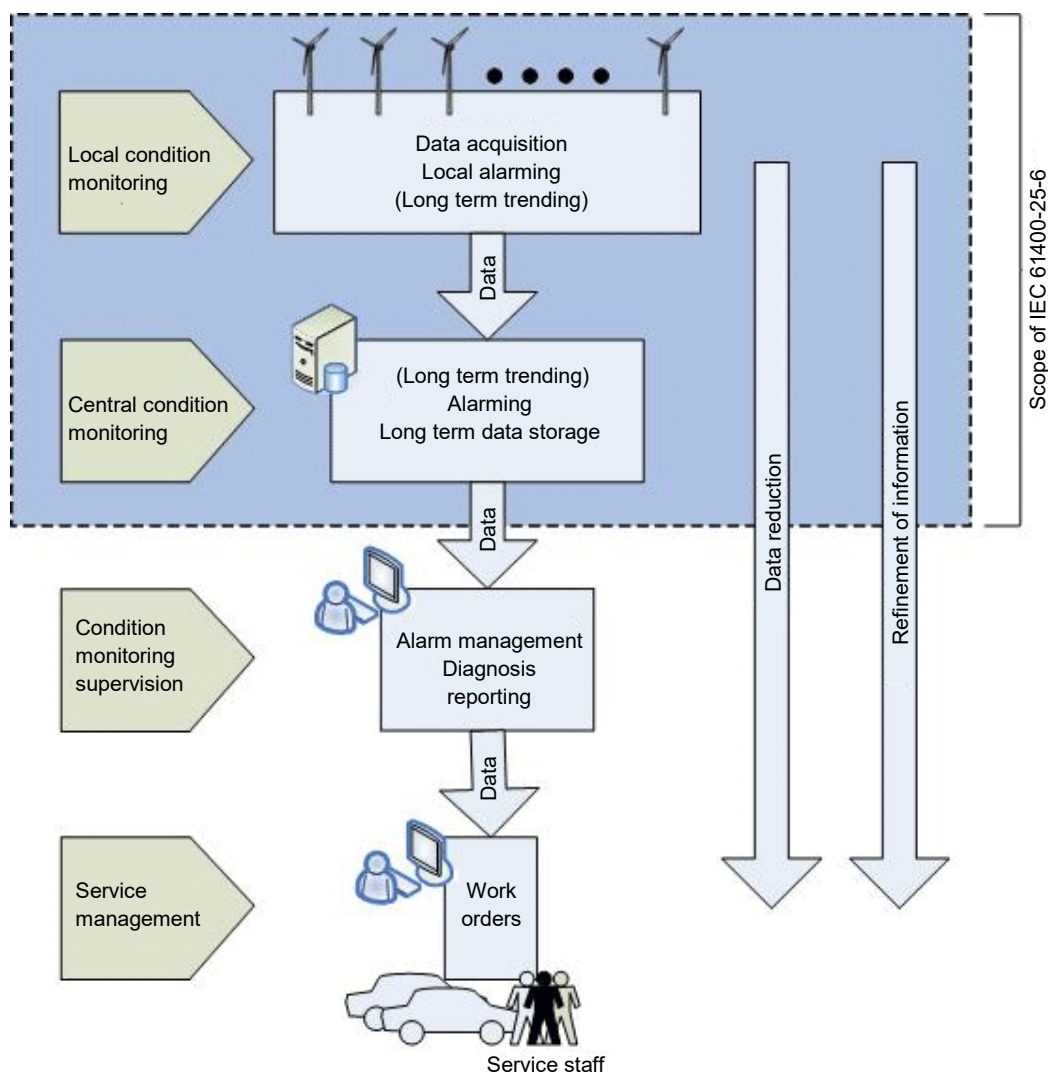 Local condition
monitoring
Data acquisition
Local alarming
(Long term trending)
Data
Central condition
monitoring
(Long term trending)
Alarming
Long term data storage
Data
Condition
monitoring
supervision
Alarm management
Diagnosis
reporting
Data
Service
management
Work
orders
Service staff
Data reduction
Refinement of information
Scope of IEC 61400-25-6